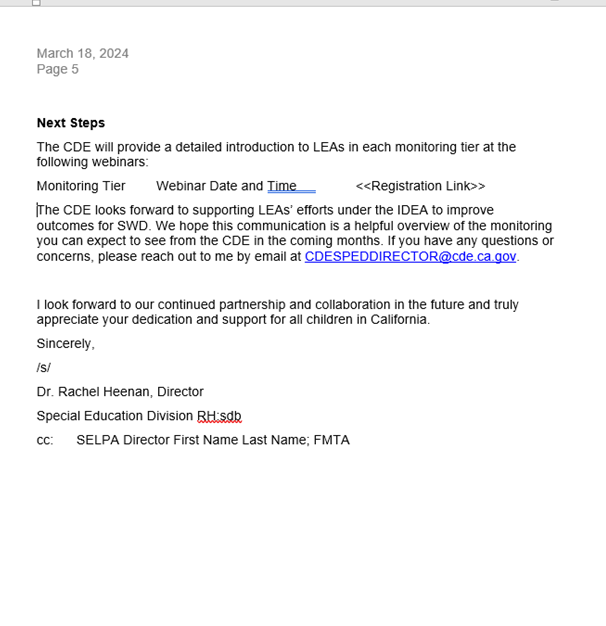 March 18, 2024
Page 5
Next Steps
The CDE will provide a detailed introduction to LEAs in each monitoring tier at the
following webinars:
Monitoring Tier Webinar Date and Time <<Registration Link>>
The CDE looks forward to supporting LEAs' efforts under the IDEA to improve
outcomes for SWD. We hope this communication is a helpful overview of the monitoring
you can expect to see from the CDE in the coming months. If you have any questions or
concerns, please reach out to me by email at CDESPEDDIRECTOR@cde.ca.gov.
I look forward to our continued partnership and collaboration in the future and truly
appreciate your dedication and support for all children in California.
Sincerely,
/s/
Dr. Rachel Heenan, Director
Special Education Division RH:sdb
cc: SELPA Director First Name Last Name; FMTA